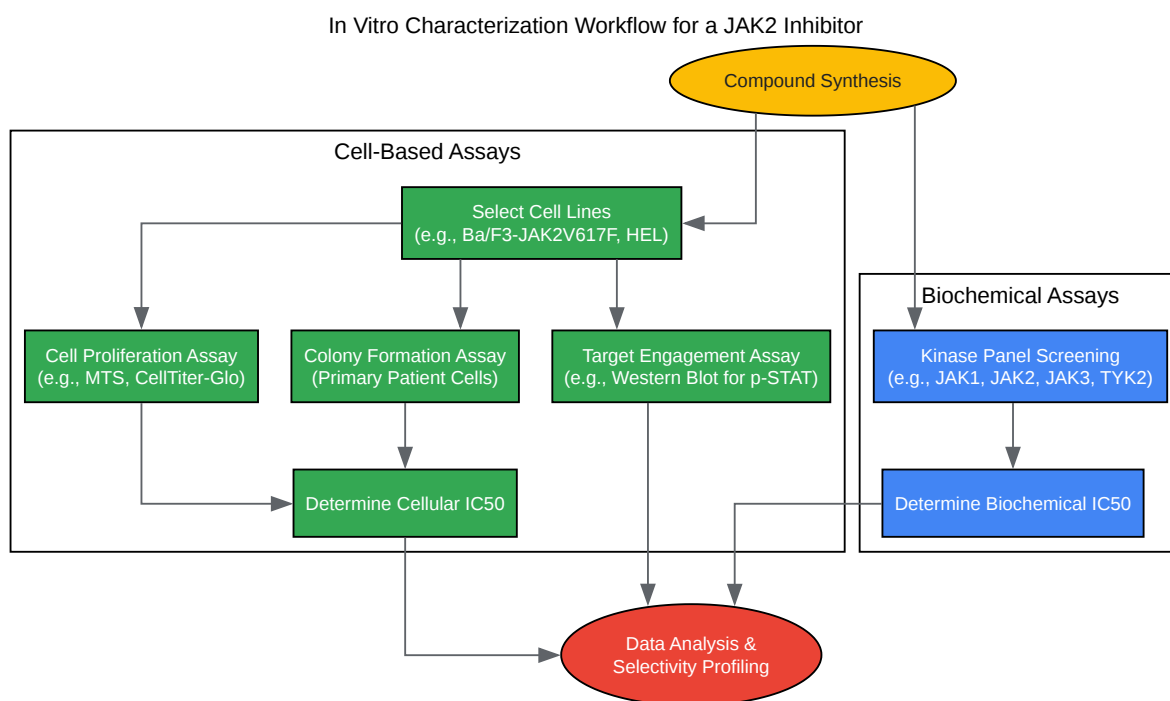 In Vitro Characterization Workflow for a JAK2 Inhibitor
Compound Synthesis
Cell-Based Assays
Select Cell Lines
(e.g., Ba/F3-JAK2V617F, HEL)
Biochemical Assays
Cell Proliferation Assay
(e.g., MTS, CellTiter-Glo)
Colony Formation Assay
(Primary Patient Cells)
Target Engagement Assay
(e.g., Western Blot for p-STAT)
Kinase Panel Screening
(e.g., JAK1, JAK2, JAK3, TYK2)
Determine Cellular IC50
Determine Biochemical IC50
Data Analysis &
Selectivity Profiling